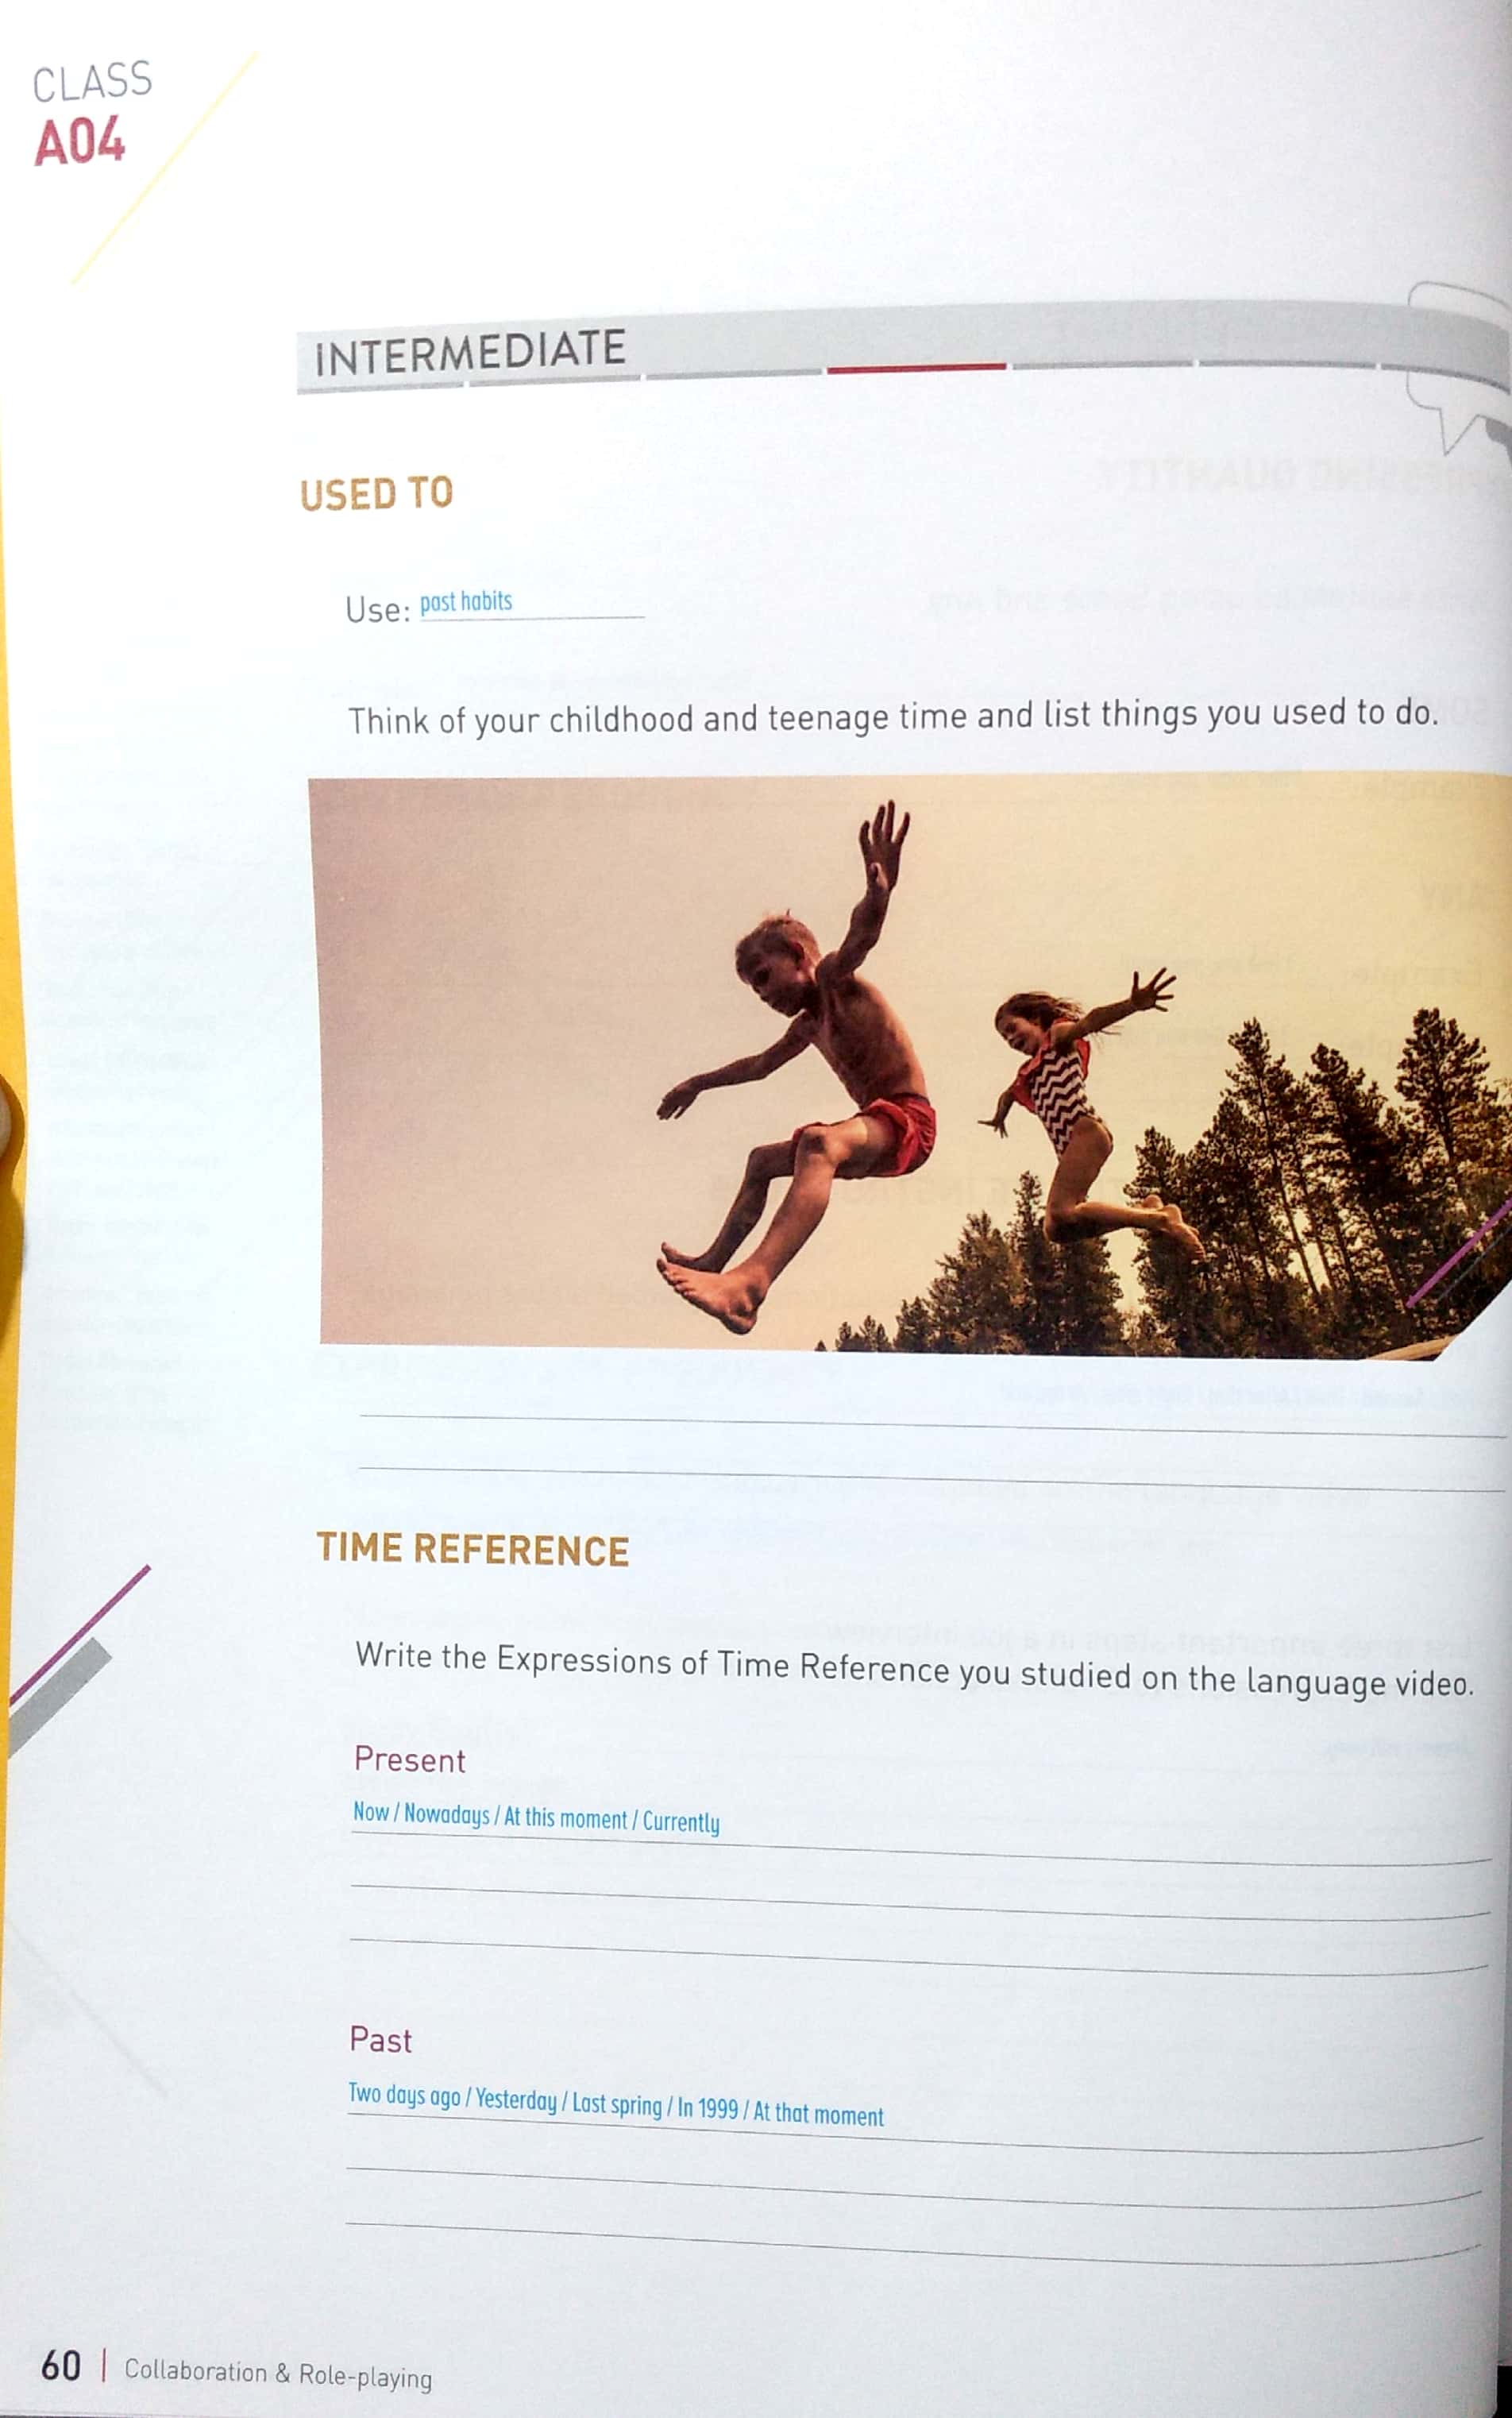 CLASS
A04
INTERMEDIATE
USED TO
Use: past habits
Think of your childhood and teenage time and list things you used to do.
TIME REFERENCE
Write the Expressions of Time Reference you studied on the language video.
Present
Now / Nowadays / At this moment / Currently
Past
Two days ago / Yesterday / Last spring / In 1999 / At that moment
60 | Collaboration & Role-playing